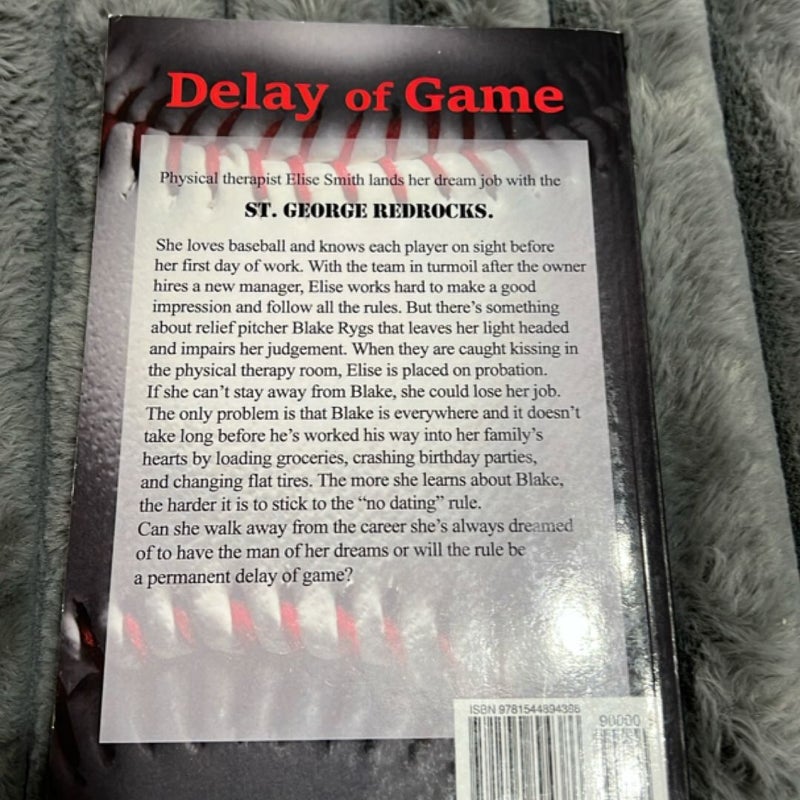 Delay of Game
Physical therapist Elise Smith lands her dream job with the
ST. GEORGE REDROCKS.
She loves baseball and knows each player on sight before
her first day of work. With the team in turmoil after the owner
hires a new manager, Elise works hard to make a good
impression and follow all the rules. But there's something
about relief pitcher Blake Rygs that leaves her light headed
and impairs her judgement. When they are caught kissing in
the physical therapy room, Elise is placed on probation.
If she can't stay away from Blake, she could lose her job.
The only problem is that Blake is everywhere and it doesn't
take long before he's worked his way into her family's
hearts by loading groceries, crashing birthday parties,
and changing flat tires. The more she learns about Blake,
the harder it is to stick to the “no dating” rule.
Can she walk away from the career she's always dreamed
of to have the man of her dreams or will the rule be
a permanent delay of game?
ISBN 9781544894386
90000